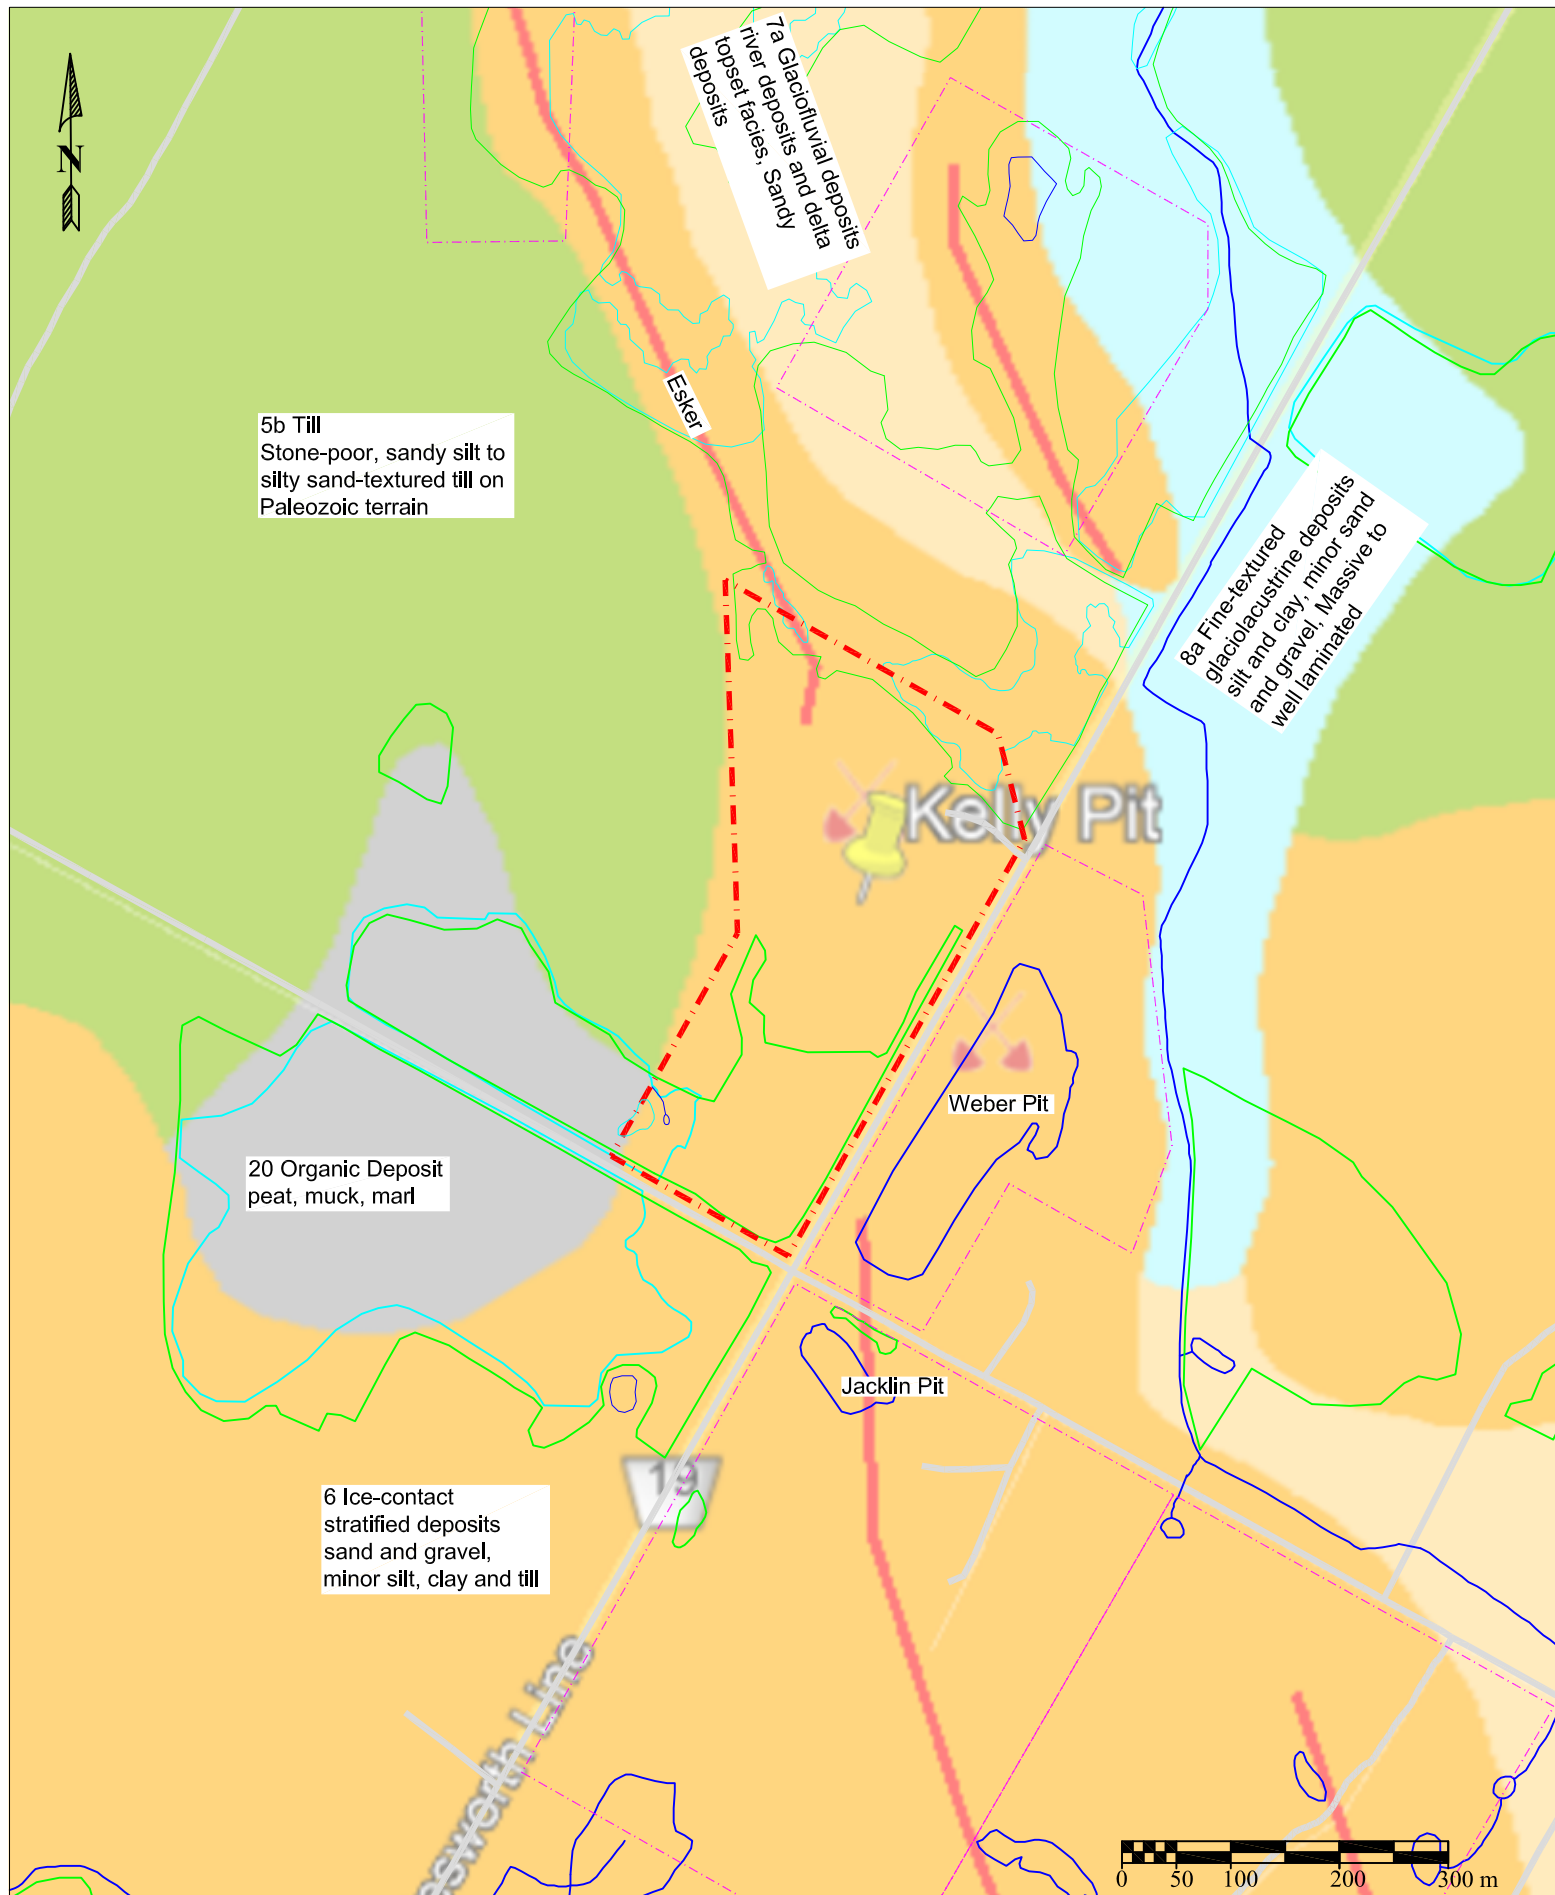 7a Glaciofluvial deposits
river deposits and delta
topset facies, Sandy
deposits
N
Esker
5b Till
Stone-poor, sandy silt to
silty sand-textured till on
Paleozoic terrain
8a Fine-textured
glaciolacustrine deposits
silt and clay, minor sand
and gravel, Massive to
well laminated
Kelly Pit
Weber Pit
20 Organic Deposit
peat, muck, marl
Jacklin Pit
19
6 Ice-contact
stratified deposits
sand and gravel,
minor silt, clay and till
esworth Line
0 50 100 200 300 m